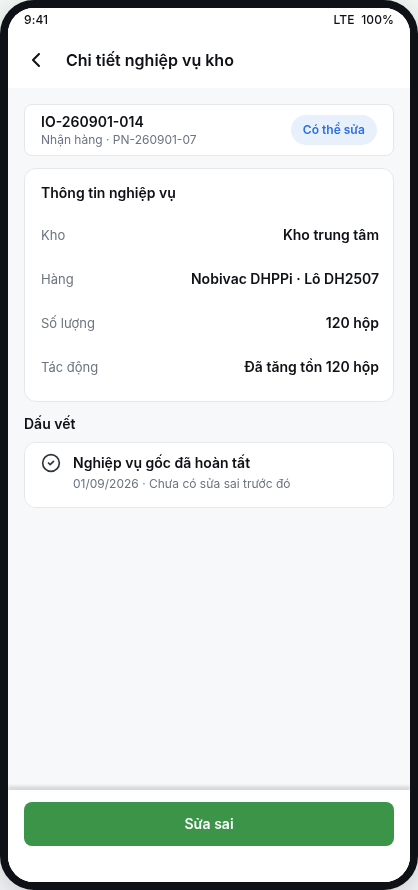 9:41 LTE 100%
Chi tiết nghiệp vụ kho
IO-260901-014
Nhận hàng · PN-260901-07
Có thể sửa
Thông tin nghiệp vụ
Kho Kho trung tâm
Hàng Nobivac DHPPi · Lô DH2507
Số lượng 120 hộp
Tác động Đã tăng tồn 120 hộp
Dấu vết
Nghiệp vụ gốc đã hoàn tất
01/09/2026 · Chưa có sửa sai trước đó
Sửa sai